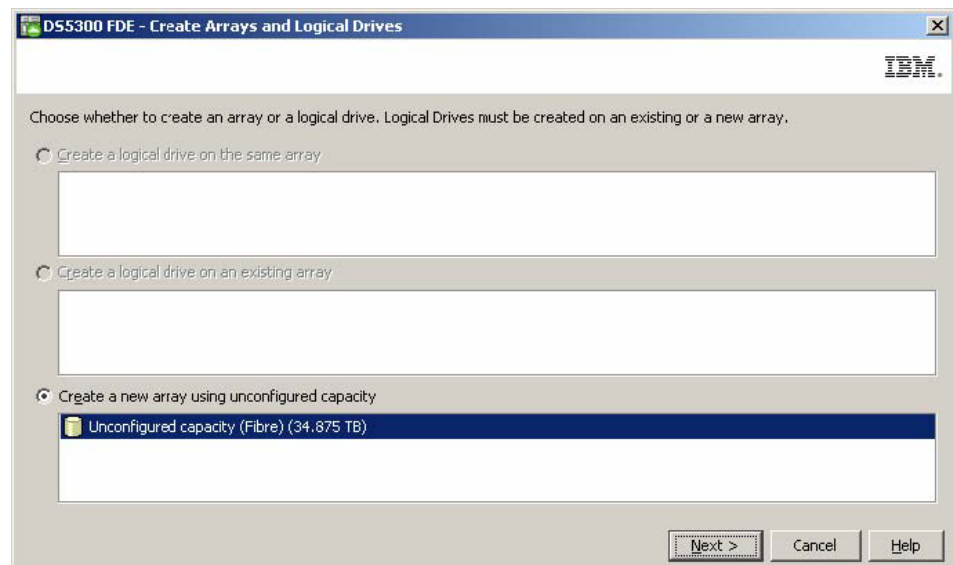 DS5300 FDE - Create Arrays and Logical Drives
IBM.
Choose whether to create an array or a logical drive. Logical Drives must be created on an existing or a new array.
Create a logical drive on the same array
Create a logical drive on an existing array
Create a new array using unconfigured capacity
Unconfigured capacity (Fibre) (34.875 TB)
Next >
Cancel
Help